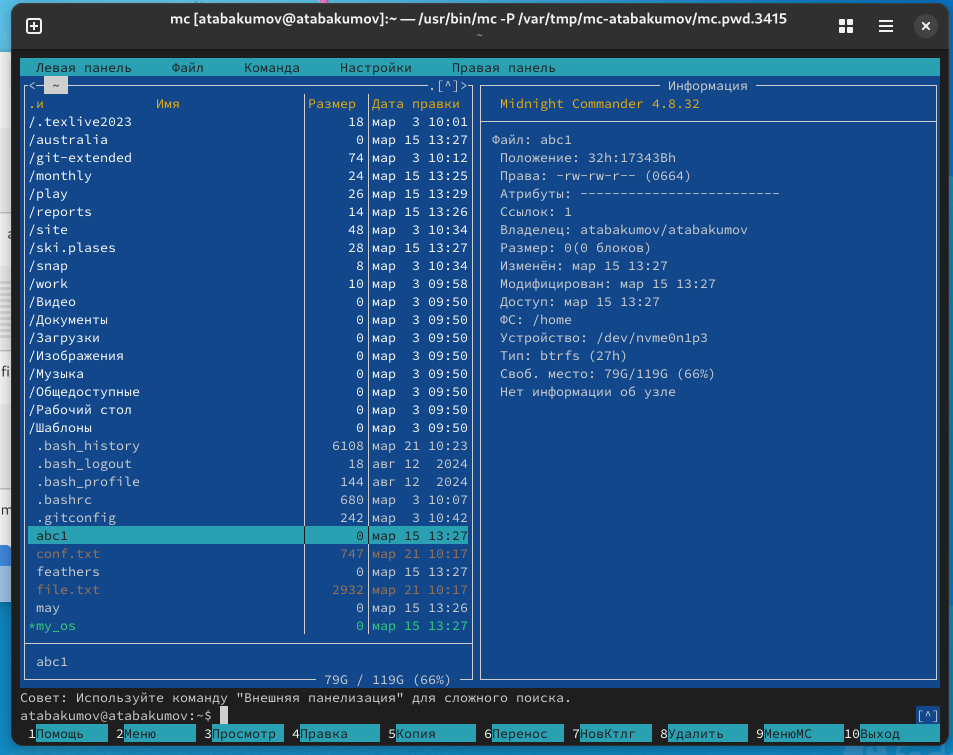 mc [atabakumov@atabakumov]:~ — /usr/bin/mc -P /var/tmp/mc-atabakumov/mc.pwd.3415
~
Левая панель Файл Команда Настройки Правая панель
<─ ~ .[^]> Информация
.и Имя Размер Дата правки Midnight Commander 4.8.32
/.texlive2023 18 мар 3 10:01
/australia 0 мар 15 13:27 Файл: abc1
/git-extended 74 мар 3 10:12 Положение: 32h:17343Bh
/monthly 24 мар 15 13:25 Права: -rw-rw-r-- (0664)
/play 26 мар 15 13:29 Атрибуты: -------------------------
/reports 14 мар 15 13:26 Ссылок: 1
/site 48 мар 3 10:34 Владелец: atabakumov/atabakumov
/ski.plases 28 мар 15 13:27 Размер: 0(0 блоков)
/snap 8 мар 3 10:34 Изменён: мар 15 13:27
/work 10 мар 3 09:58 Модифицирован: мар 15 13:27
/Видео 0 мар 3 09:50 Доступ: мар 15 13:27
/Документы 0 мар 3 09:50 ФС: /home
/Загрузки 0 мар 3 09:50 Устройство: /dev/nvme0n1p3
/Изображения 0 мар 3 09:50 Тип: btrfs (27h)
/Музыка 0 мар 3 09:50 Своб. место: 79G/119G (66%)
/Общедоступные 0 мар 3 09:50 Нет информации об узле
/Рабочий стол 0 мар 3 09:50
/Шаблоны 0 мар 3 09:50
.bash_history 6108 мар 21 10:23
.bash_logout 18 авг 12 2024
.bash_profile 144 авг 12 2024
.bashrc 680 мар 3 10:07
.gitconfig 242 мар 3 10:42
abc1 0 мар 15 13:27
conf.txt 747 мар 21 10:17
feathers 0 мар 15 13:27
file.txt 2932 мар 21 10:17
may 0 мар 15 13:26
*my_os 0 мар 15 13:27
abc1
79G / 119G (66%)
Совет: Используйте команду "Внешняя панелизация" для сложного поиска.
atabakumov@atabakumov:~$ [^]
1Помощь 2Меню 3Просмотр 4Правка 5Копия 6Перенос 7НовКтлг 8Удалить 9МенюМС 10Выход